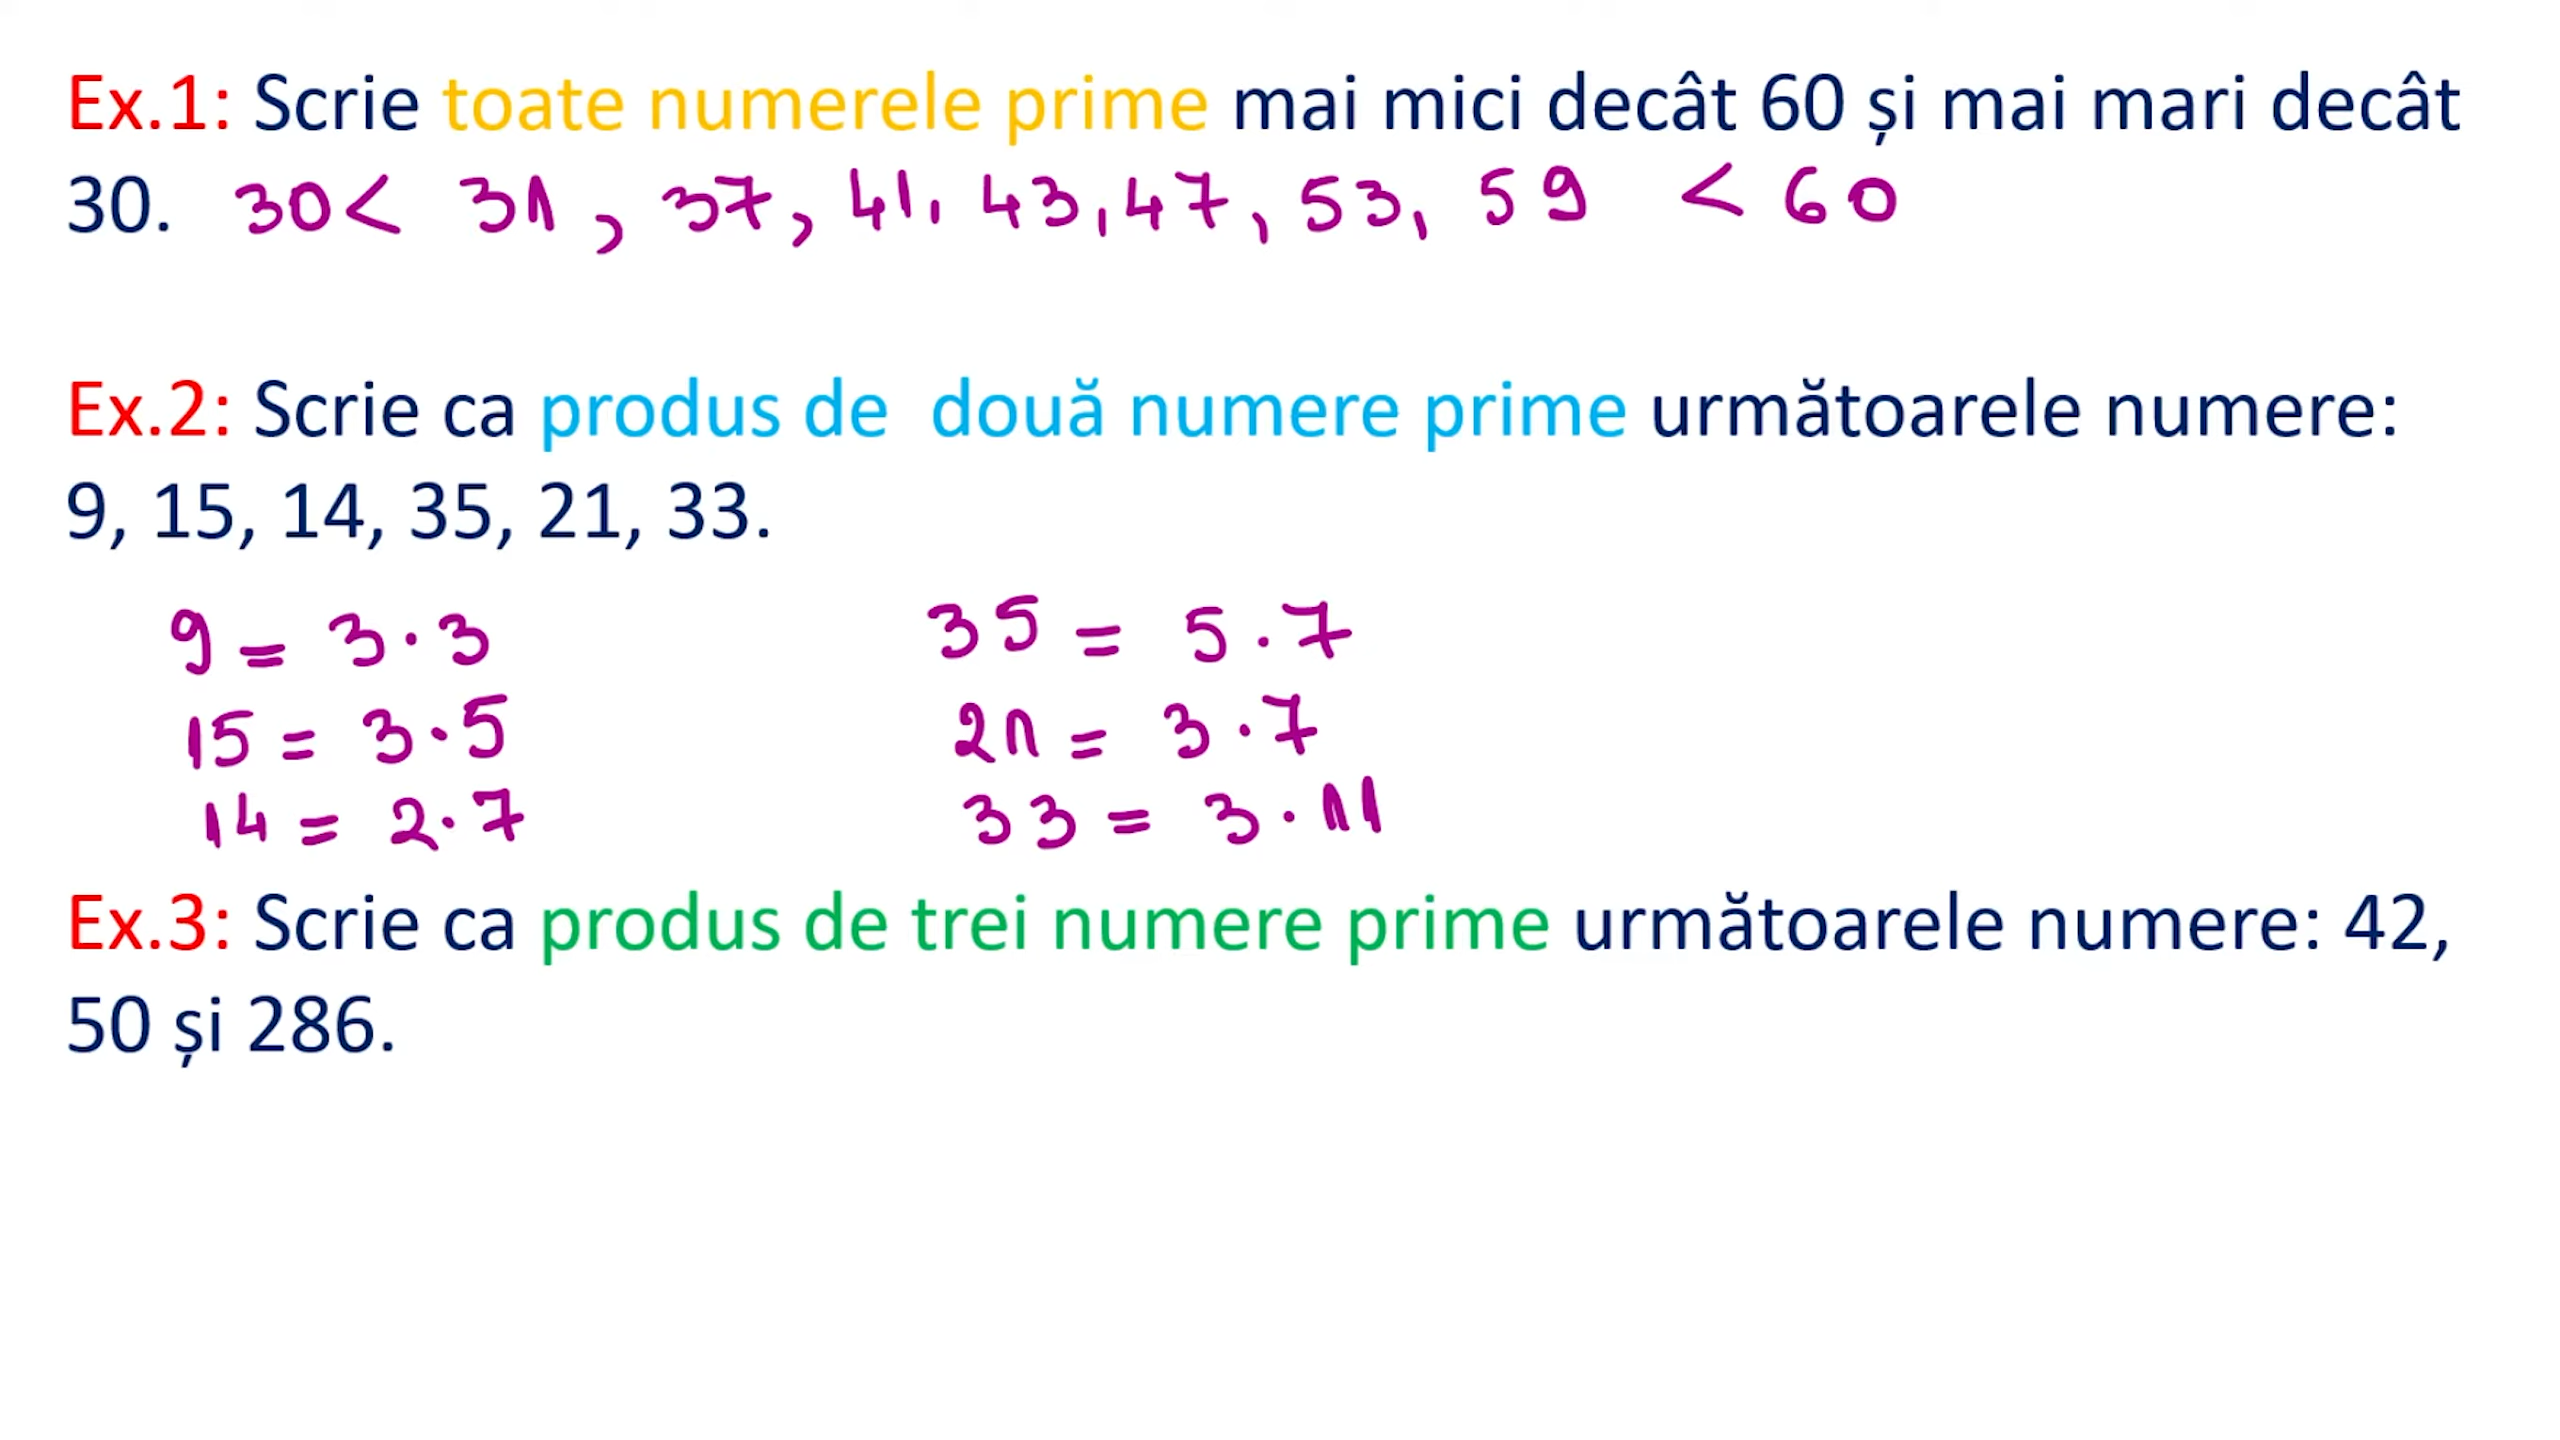 Ex.1: Scrie toate numerele prime mai mici decât 60 și mai mari decât
30. 30 < 31, 37, 41, 43, 47, 53, 59 < 60
Ex.2: Scrie ca produs de două numere prime următoarele numere:
9, 15, 14, 35, 21, 33.
9 = 3·3 35 = 5·7
15 = 3·5 21 = 3·7
14 = 2·7 33 = 3·11
Ex.3: Scrie ca produs de trei numere prime următoarele numere: 42,
50 și 286.